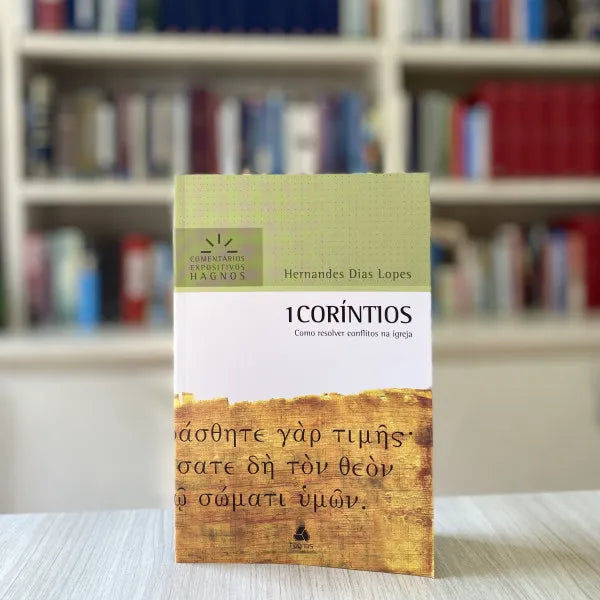 COMENTÁRIOS
EXPOSITIVOS
HAGNOS
Hernandes Dias Lopes
1CORÍNTIOS
Como resolver conflitos na igreja
ράσθητε γὰρ τιμῆς·
σατε δὴ τὸν θεὸν
ῷ σώματι ὑμῶν.
hagnos